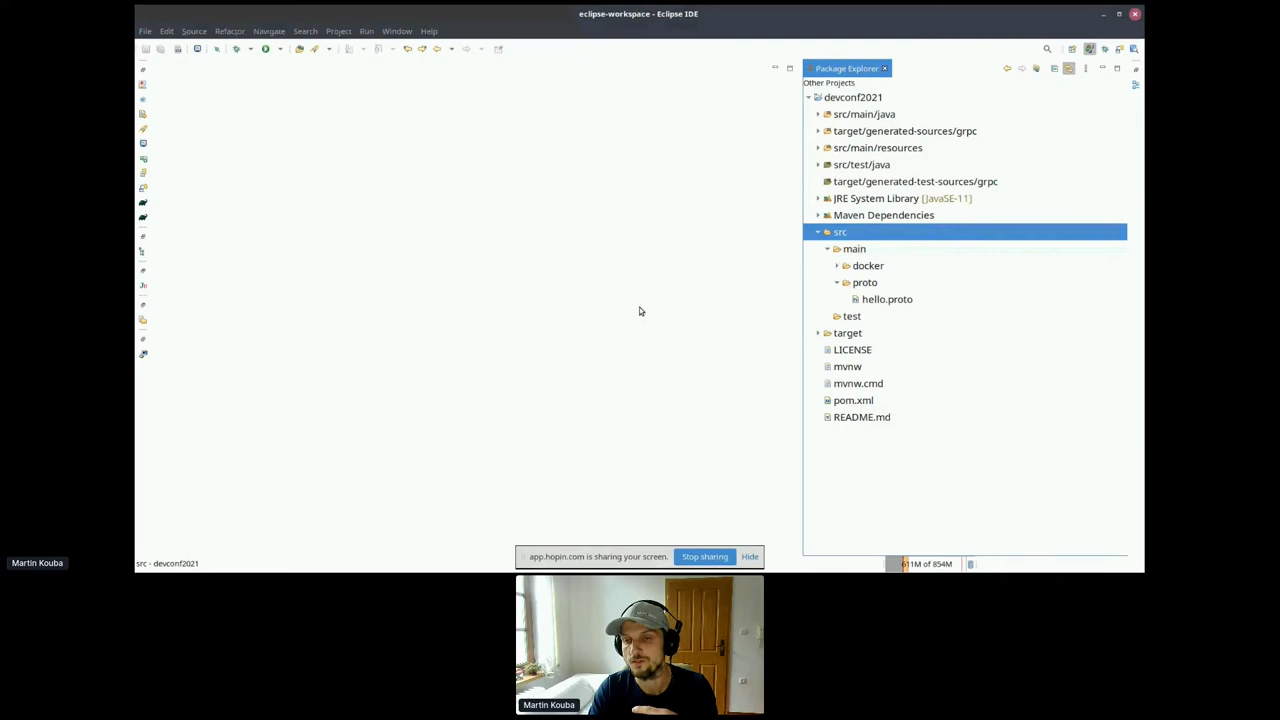 eclipse-workspace - Eclipse IDE
File Edit Source Refactor Navigate Search Project Run Window Help
Package Explorer
Other Projects
devconf2021
src/main/java
target/generated-sources/grpc
src/main/resources
src/test/java
target/generated-test-sources/grpc
JRE System Library [JavaSE-11]
Maven Dependencies
src
main
docker
proto
hello.proto
test
target
LICENSE
mvnw
mvnw.cmd
pom.xml
README.md
app.hopin.com is sharing your screen. Stop sharing Hide
Martin Kouba
src - devconf2021
611M of 854M
Martin Kouba